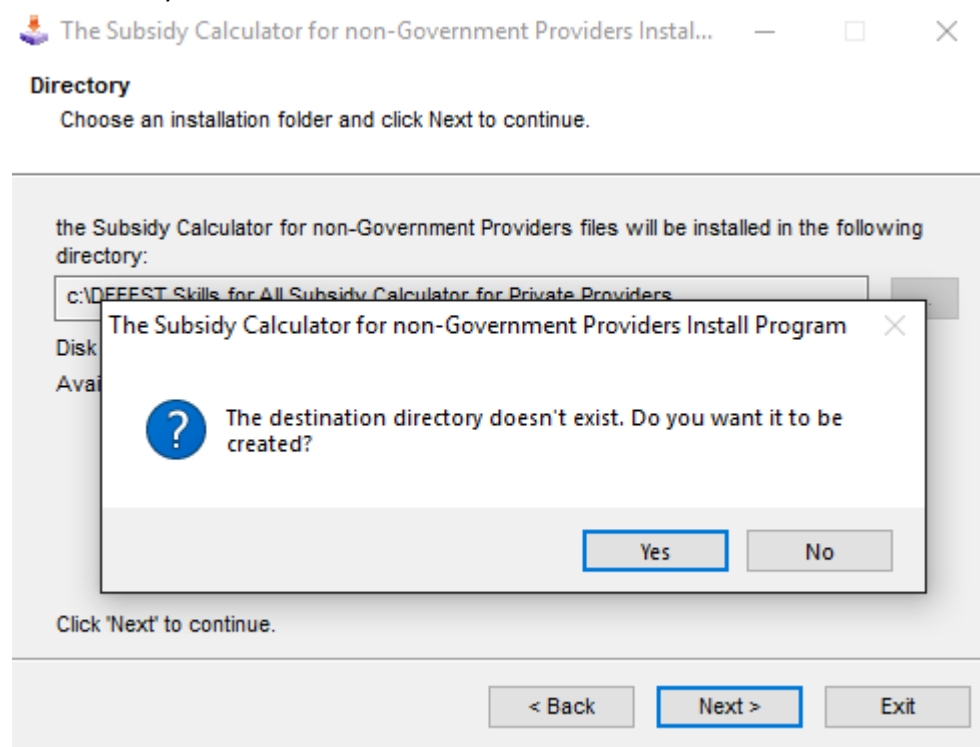 The Subsidy Calculator for non-Government Providers Instal...
Directory
Choose an installation folder and click Next to continue.
the Subsidy Calculator for non-Government Providers files will be installed in the following
directory:
c:\DFEEST Skills for All Subsidy Calculator for Private Providers
The Subsidy Calculator for non-Government Providers Install Program
Disk
Avai
The destination directory doesn't exist. Do you want it to be
created?
Yes No
Click 'Next' to continue.
< Back Next > Exit